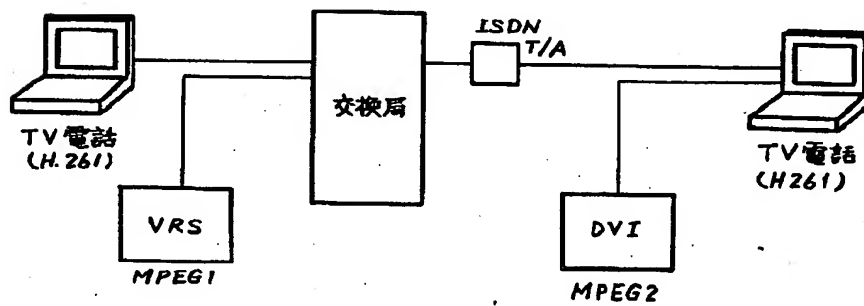 ISDN
T/A
交換局
TV電話
(H.261)
TV電話
(H261)
VRS
MPEG1
DVI
MPEG2